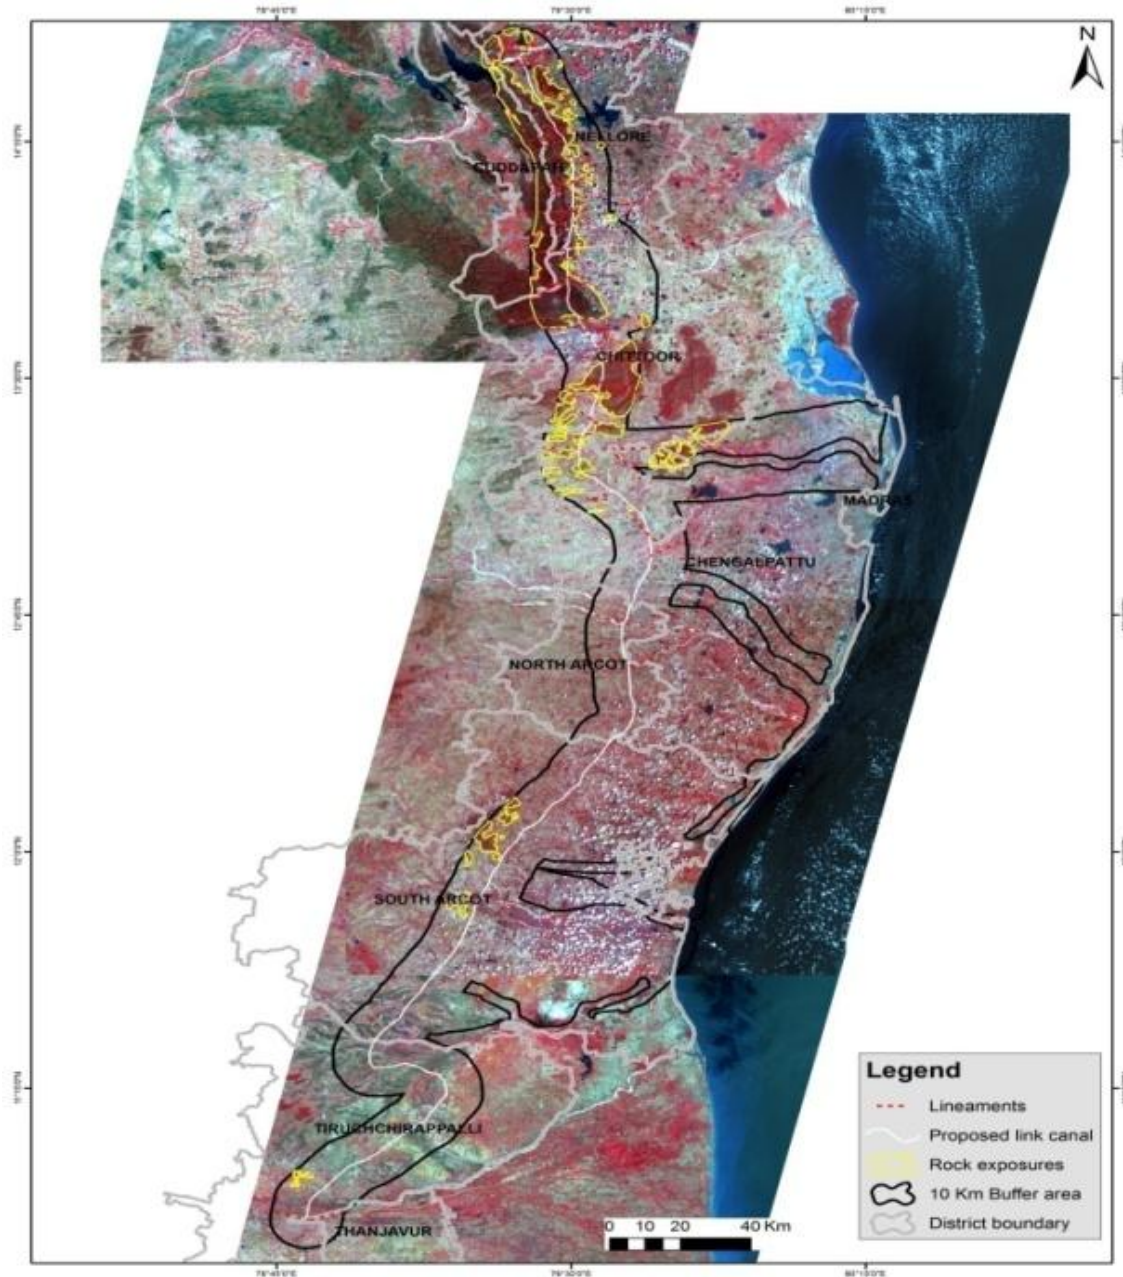 N
NELLORE
CUDDAPAH
CHITTOOR
MADRAS
CHENGALPATTU
NORTH ARCOT
SOUTH ARCOT
TIRUCHCHIRAPPALLI
THANJAVUR
Legend
Lineaments
Proposed link canal
Rock exposures
10 Km Buffer area
District boundary
0 10 20 40 Km